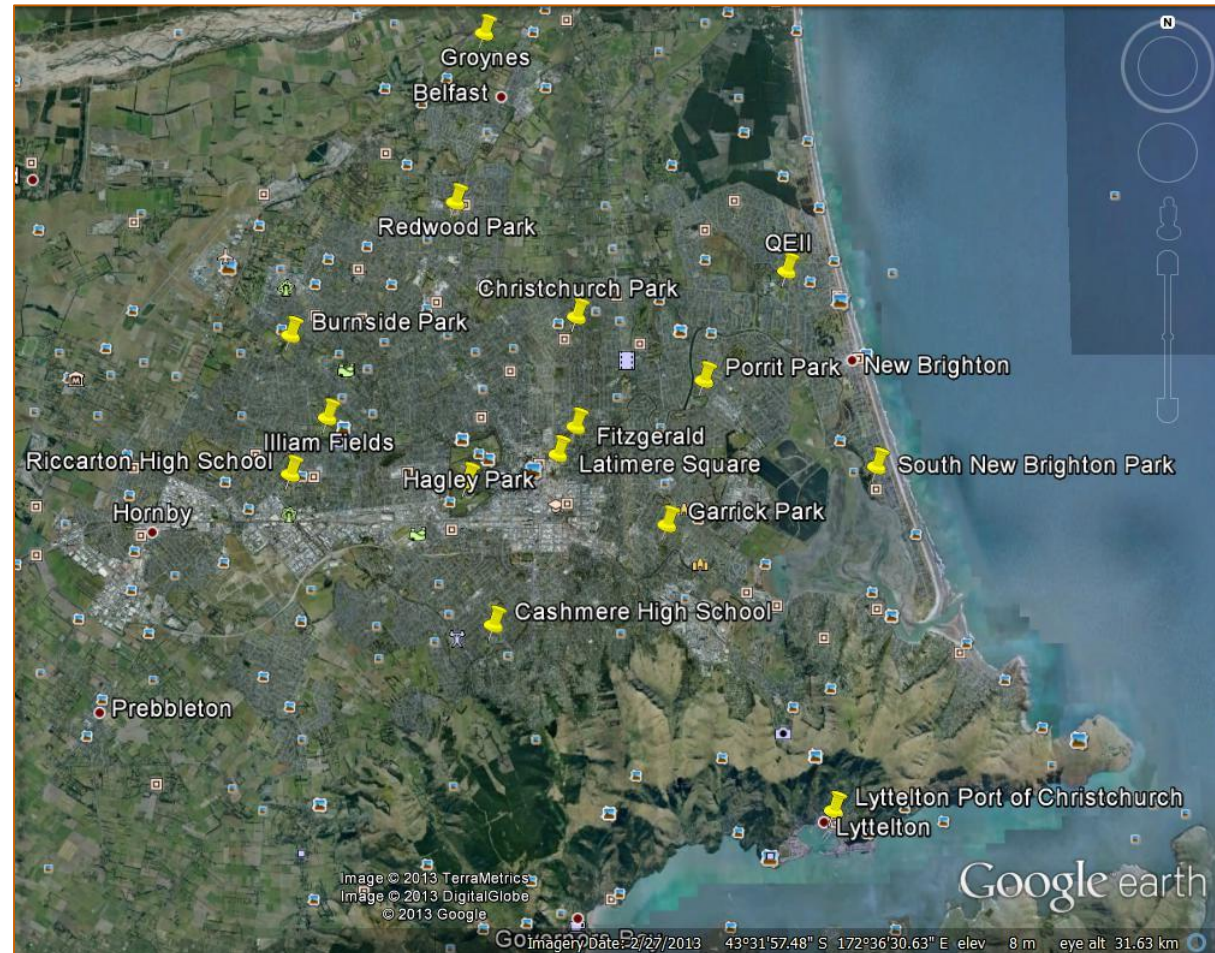 N
Groynes
Belfast
d
Redwood Park
QEII
Christchurch Park
Burnside Park
Porrit Park
New Brighton
Illiam Fields
Fitzgerald
Riccarton High School
Hagley Park
Latimere Square
South New Brighton Park
Hornby
Garrick Park
Cashmere High School
Prebbleton
Lyttelton Port of Christchurch
Lyttelton
Image © 2013 TerraMetrics
Image © 2013 DigitalGlobe
© 2013 Google
Google earth
Governors Bay
Imagery Date: 2/27/2013 43°31'57.48" S 172°36'30.63" E elev 8 m eye alt 31.63 km